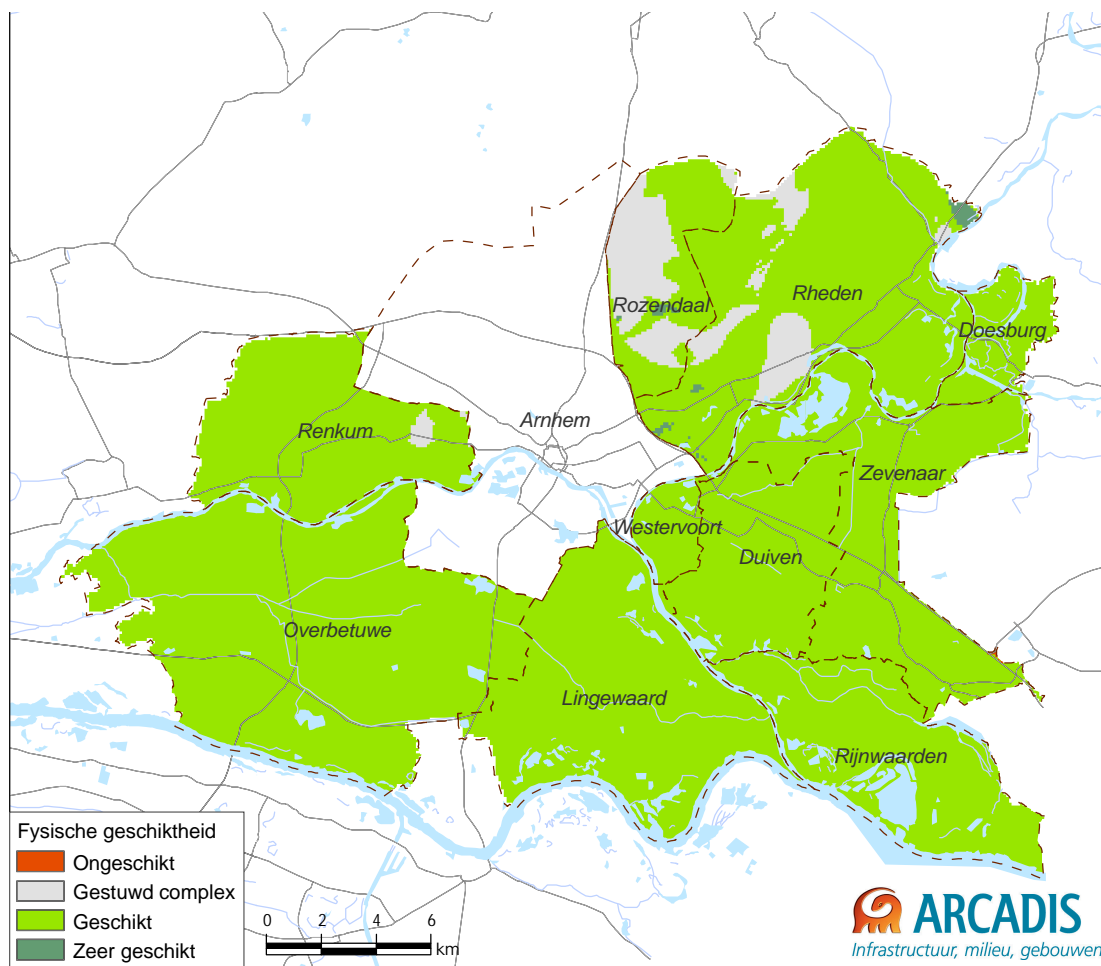 Rozendaal
Rheden
Doesburg
Arnhem
Renkum
Zevenaar
Westervoort
Duiven
Overbetuwe
Lingewaard
Rijnwaarden
Fysische geschiktheid
Ongeschikt
Gestuwd complex
Geschikt
Zeer geschikt
0 2 4 6
km
ARCADIS
Infrastructuur, milieu, gebouwen